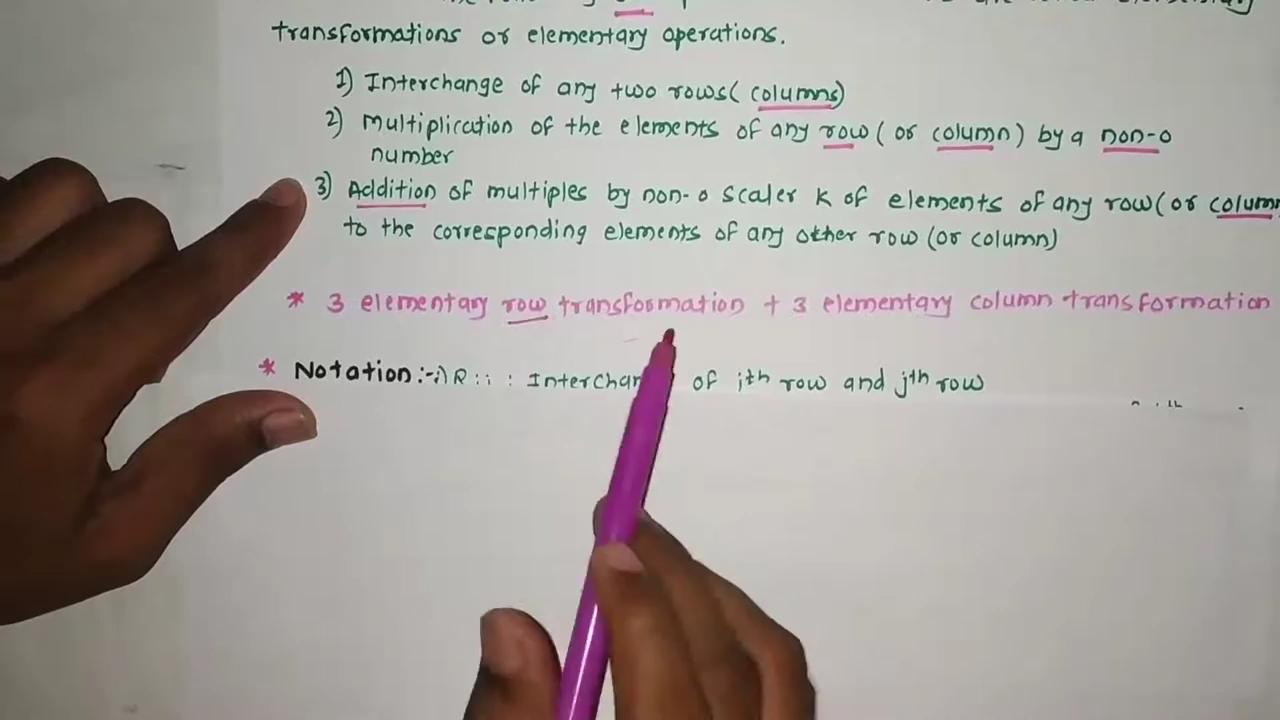 transformations or elementary operations.
1) Interchange of any two rows( columns)
2) Multiplication of the elements of any row ( or column ) by a non-0
number
3) Addition of multiples by non-0 scaler k of elements of any row( or column
to the corresponding elements of any other row (or column)
* 3 elementary row transformation + 3 elementary column transformation
* Notation:- of ith row and jth row